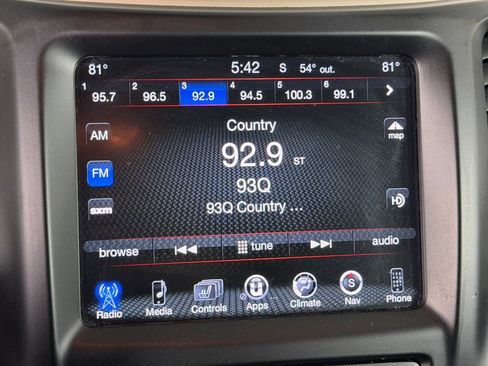 81° 5:42 S 54° out. 81°
1 95.7 2 96.5 3 92.9 4 94.5 5 100.3 6 99.1
Country
AM
92.9 ST
map
FM
93Q
sxm
93Q Country ...
HD
browse tune audio
Radio Media Controls Apps Climate S Nav Phone